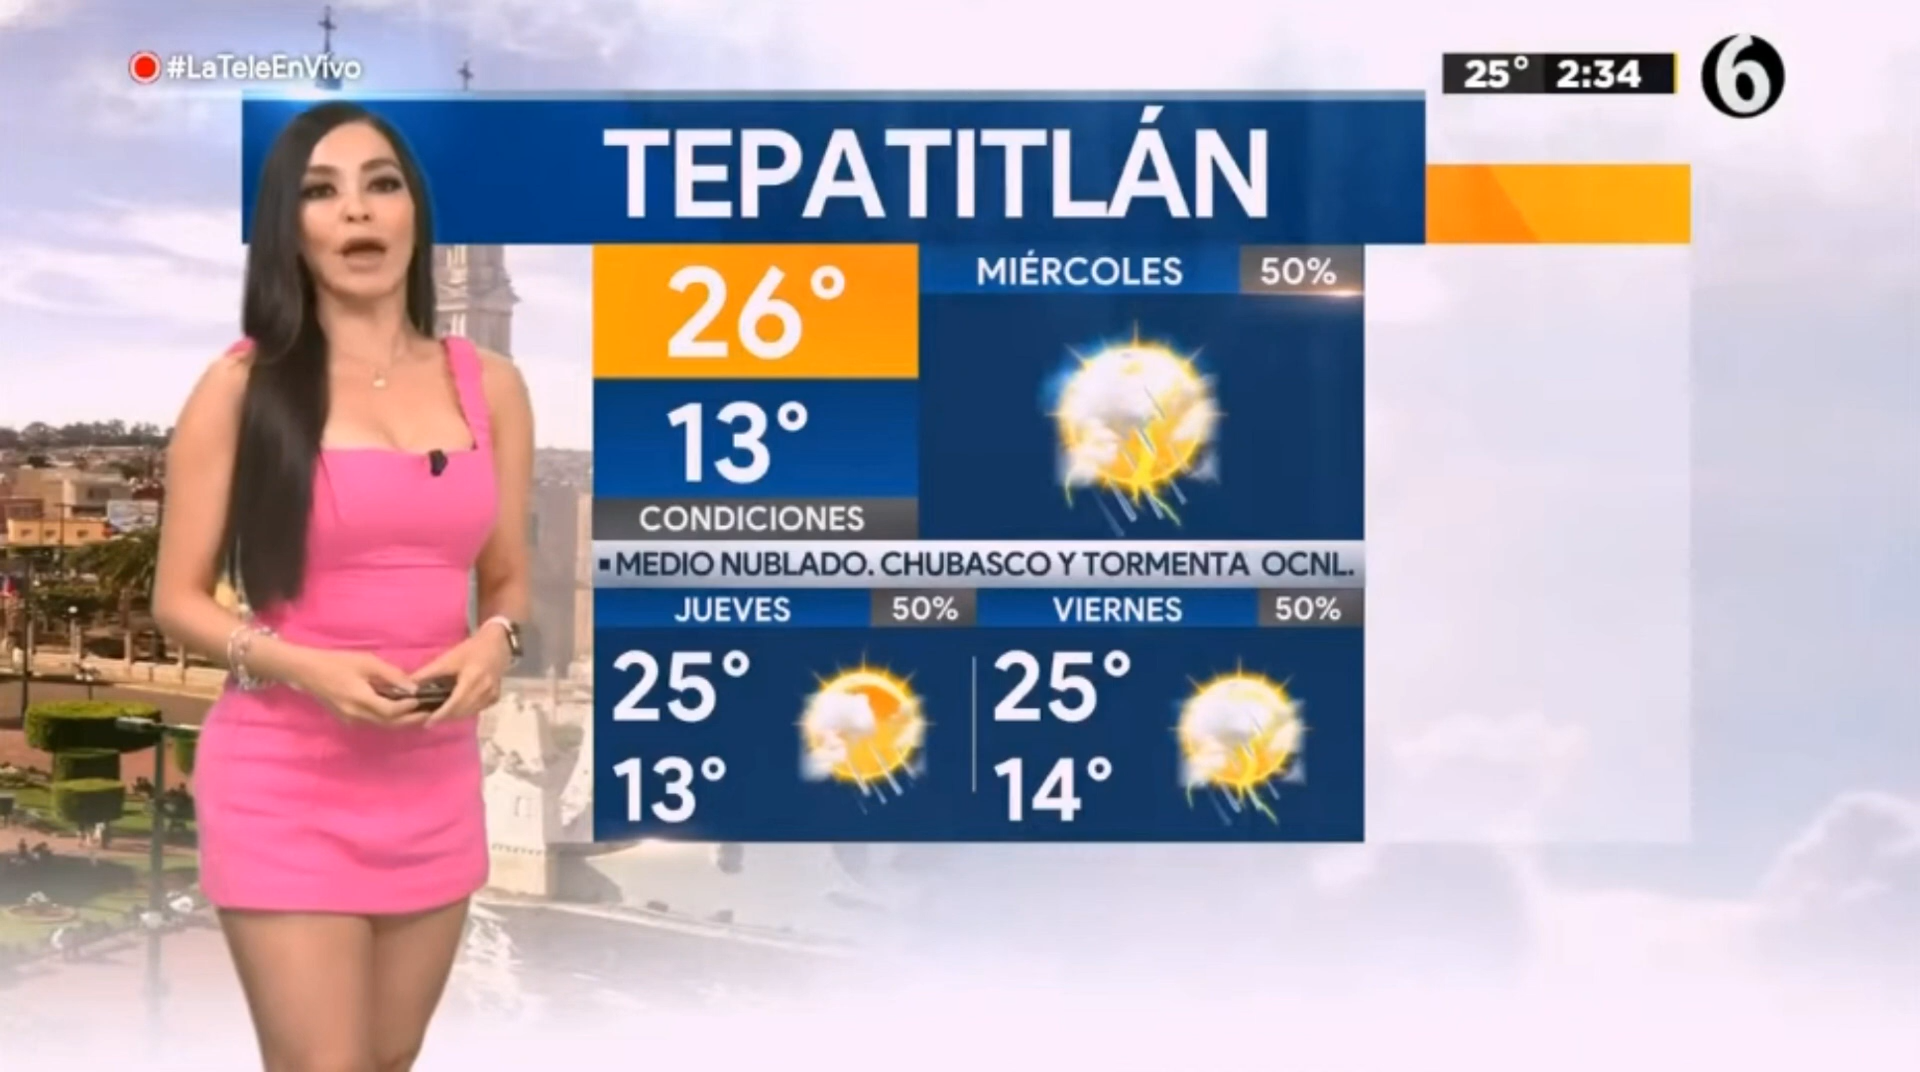 #LaTeleEnVivo
25° 2:34 6
TEPATITLÁN
26°
13°
CONDICIONES
MIÉRCOLES 50%
▪MEDIO NUBLADO. CHUBASCO Y TORMENTA OCNL.
JUEVES 50%
25°
13°
VIERNES 50%
25°
14°